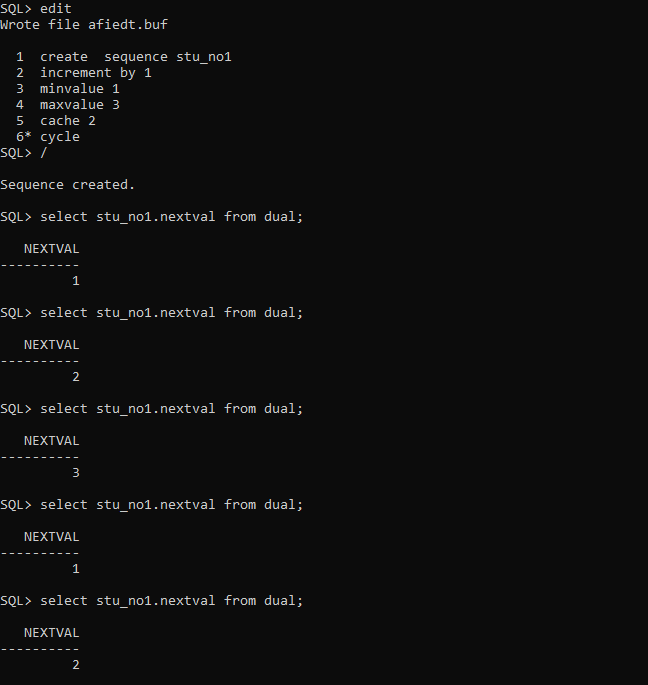 SQL> edit
Wrote file afiedt.buf
  1  create  sequence stu_no1
  2  increment by 1
  3  minvalue 1
  4  maxvalue 3
  5  cache 2
  6* cycle
SQL> /
Sequence created.
SQL> select stu_no1.nextval from dual;
   NEXTVAL
----------
         1
SQL> select stu_no1.nextval from dual;
   NEXTVAL
----------
         2
SQL> select stu_no1.nextval from dual;
   NEXTVAL
----------
         3
SQL> select stu_no1.nextval from dual;
   NEXTVAL
----------
         1
SQL> select stu_no1.nextval from dual;
   NEXTVAL
----------
         2